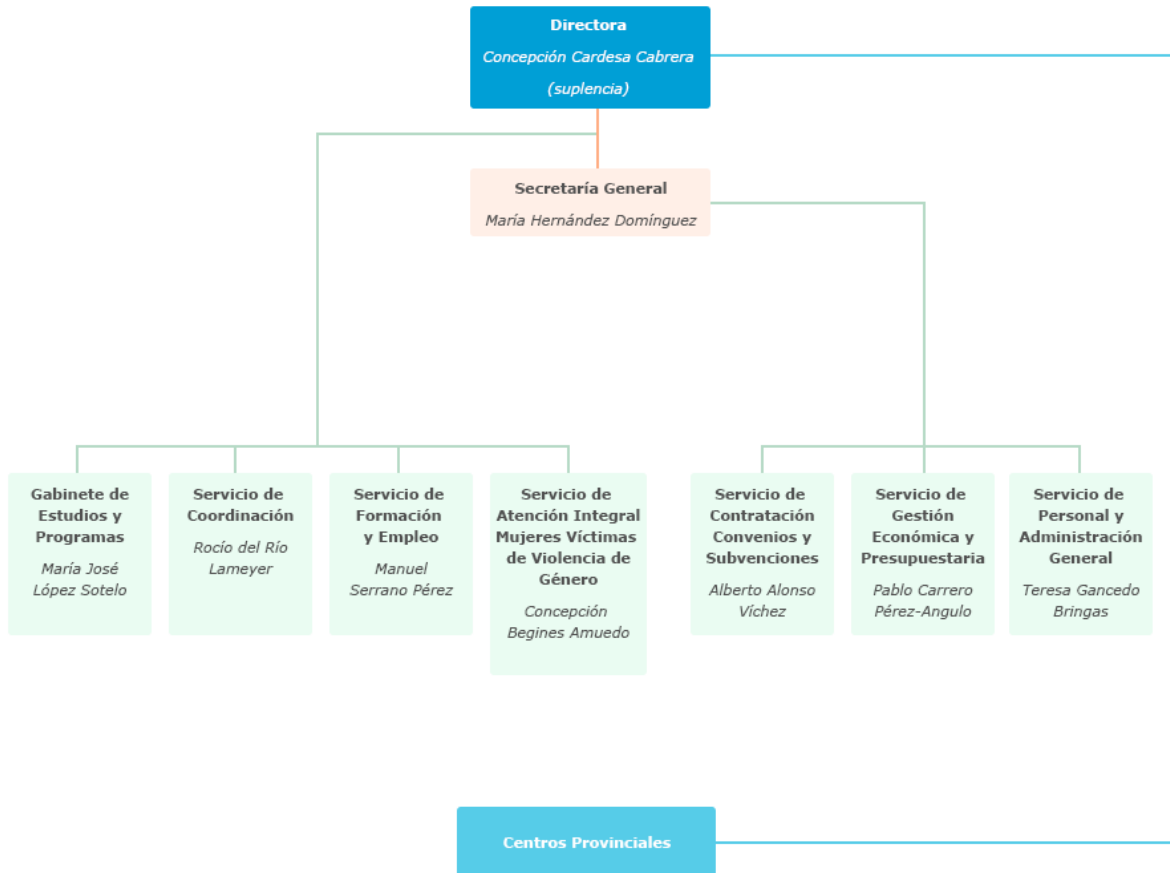 Directora
Concepción Cardesa Cabrera
(suplencia)
Secretaría General
María Hernández Domínguez
Gabinete de
Estudios y
Programas
María José
López Sotelo
Servicio de
Coordinación
Rocío del Río
Lameyer
Servicio de
Formación
y Empleo
Manuel
Serrano Pérez
Servicio de
Atención Integral
Mujeres Víctimas
de Violencia de
Género
Concepción
Begines Amuedo
Servicio de
Contratación
Convenios y
Subvenciones
Alberto Alonso
Víchez
Servicio de
Gestión
Económica y
Presupuestaria
Pablo Carrero
Pérez-Angulo
Servicio de
Personal y
Administración
General
Teresa Gancedo
Bringas
Centros Provinciales